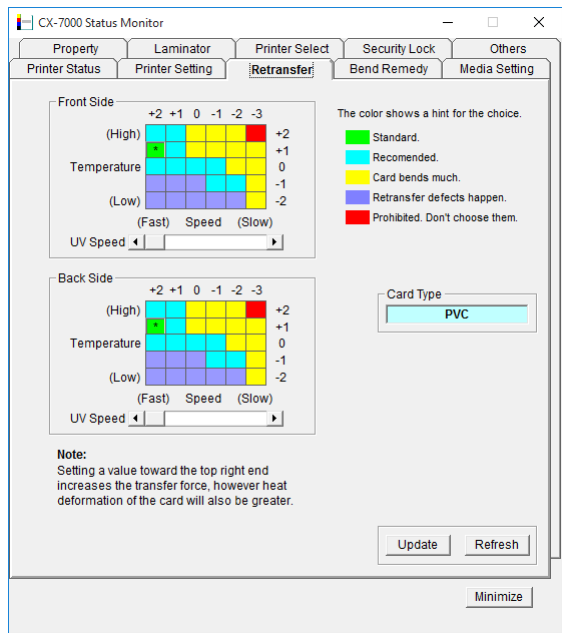 CX-7000 Status Monitor
Property Laminator Printer Select Security Lock Others
Printer Status Printer Setting Retransfer Bend Remedy Media Setting
Front Side
+2 +1 0 -1 -2 -3
(High) +2
* +1
Temperature 0
-1
(Low) -2
(Fast) Speed (Slow)
UV Speed
The color shows a hint for the choice.
Standard.
Recomended.
Card bends much.
Retransfer defects happen.
Prohibited. Don't choose them.
Back Side
+2 +1 0 -1 -2 -3
(High) +2
* +1
Temperature 0
-1
(Low) -2
(Fast) Speed (Slow)
UV Speed
Card Type
PVC
Note:
Setting a value toward the top right end
increases the transfer force, however heat
deformation of the card will also be greater.
Update Refresh
Minimize